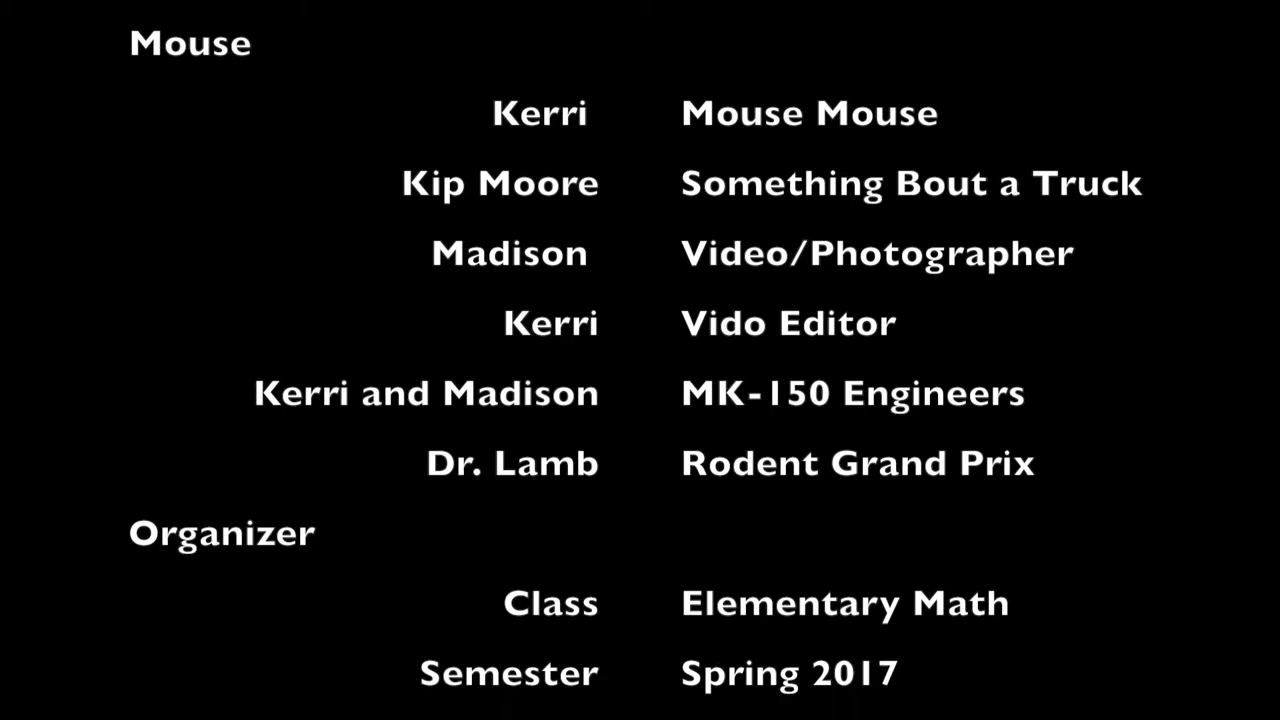 Mouse
Kerri Mouse Mouse
Kip Moore Something Bout a Truck
Madison Video/Photographer
Kerri Vido Editor
Kerri and Madison MK-150 Engineers
Dr. Lamb Rodent Grand Prix
Organizer
Class Elementary Math
Semester Spring 2017